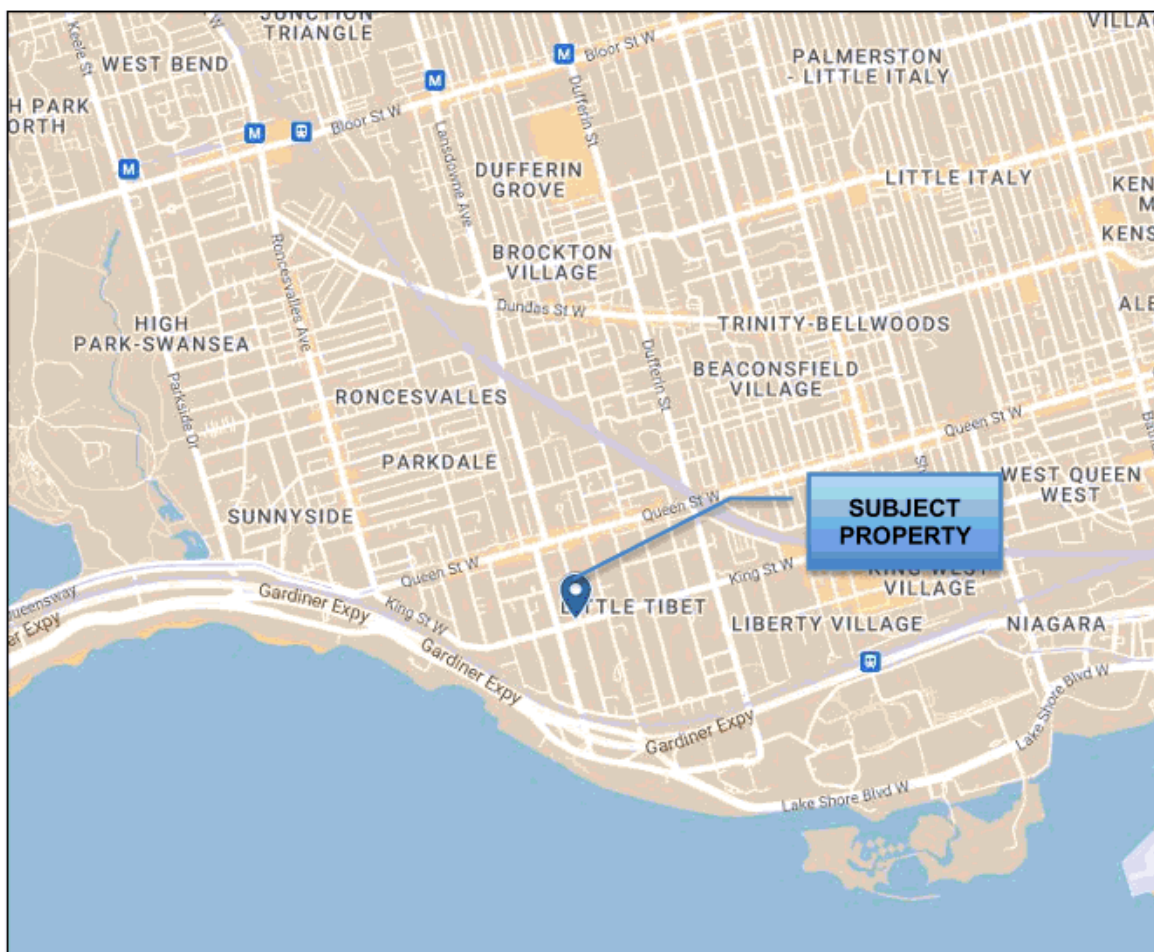 JUNCTION
TRIANGLE
Keele St
WEST BEND
Bloor St W
PALMERSTON
- LITTLE ITALY
M
M
M
M
H PARK
ORTH
Bloor St W
Dufferin St
Lansdowne Ave
DUFFERIN
GROVE
LITTLE ITALY
KEN
M
KENS
BROCKTON
VILLAGE
Roncesvalles Ave
Dundas St W
ALE
HIGH
PARK-SWANSEA
TRINITY-BELLWOODS
Dufferin St
BEACONSFIELD
VILLAGE
Parkside Dr
RONCESVALLES
Queen St W
PARKDALE
WEST QUEEN
WEST
SUNNYSIDE
Queen St W
SUBJECT
PROPERTY
Queen St W
King St W
KING WEST
VILLAGE
Queensway
Gardiner Expy
King St W
LITTLE TIBET
LIBERTY VILLAGE
NIAGARA
er Expy
Gardiner Expy
Gardiner Expy
Lake Shore Blvd W
Lake Shore Blvd W